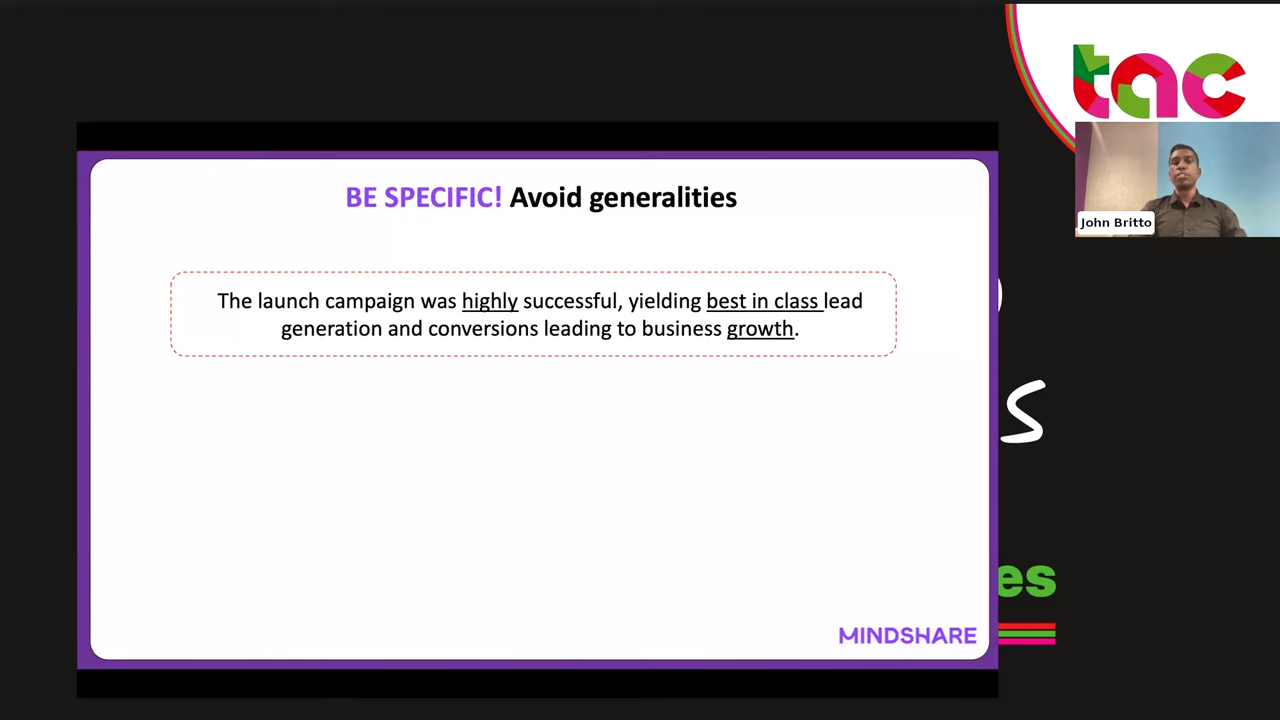 tac
John Britto
BE SPECIFIC! Avoid generalities
The launch campaign was highly successful, yielding best in class lead
generation and conversions leading to business growth.
s
es
MINDSHARE